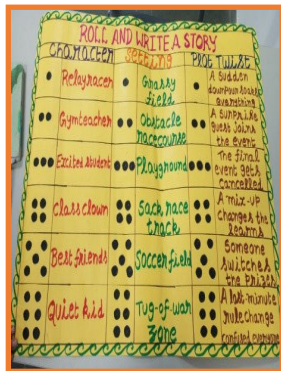 ROLL AND WRITE A STORY
Character Setting Plot Twist
Relay racer
Grassy
field
A sudden
downpour soaks
everything
Gym teacher
Obstacle
racecourse
A surprise
guest joins
the event
Excited student
Playground
The final
event gets
cancelled
Class clown
Sack race
track
A mix-up
changes the
teams
Best friends
Soccer field
Someone
switches
the prizes
Quiet kid
Tug-of-war
zone
A last-minute
rule change
confused everyone